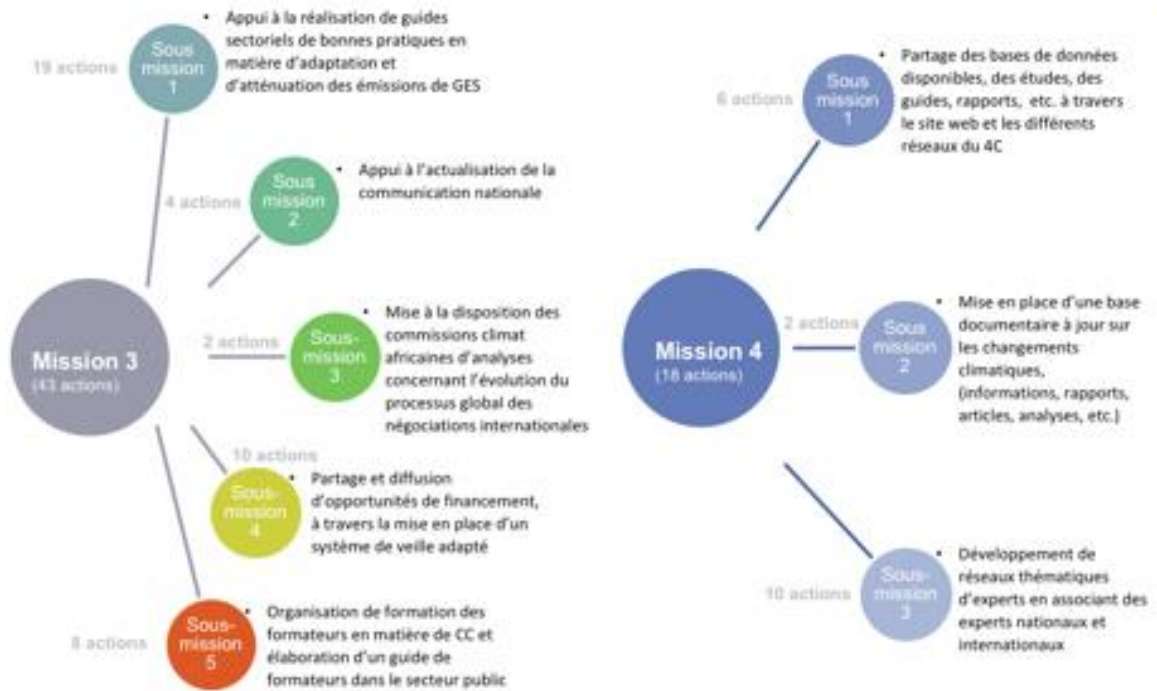 19 actions
Sous
mission
1
• Appui à la réalisation de guides
sectoriels de bonnes pratiques en
matière d'adaptation et
d'atténuation des émissions de GES
4 actions
Sous
mission
2
• Appui à l'actualisation de la
communication nationale
Mission 3
(43 actions)
2 actions
Sous-
mission
3
• Mise à la disposition des
commissions climat
africaines d'analyses
concernant l'évolution du
processus global des
négociations internationales
10 actions
Sous-
mission
4
• Partage et diffusion
d'opportunités de financement,
à travers la mise en place d'un
système de veille adapté
8 actions
Sous-
mission
5
• Organisation de formation des
formateurs en matière de CC et
élaboration d'un guide de
formateurs dans le secteur public
6 actions
Sous
mission
1
• Partage des bases de données
disponibles, des études, des
guides, rapports, etc. à travers
le site web et les différents
réseaux du 4C
Mission 4
(18 actions)
2 actions
Sous
mission
2
• Mise en place d'une base
documentaire à jour sur
les changements
climatiques,
(informations, rapports,
articles, analyses, etc.)
10 actions
Sous-
mission
3
• Développement de
réseaux thématiques
d'experts en associant des
experts nationaux et
internationaux